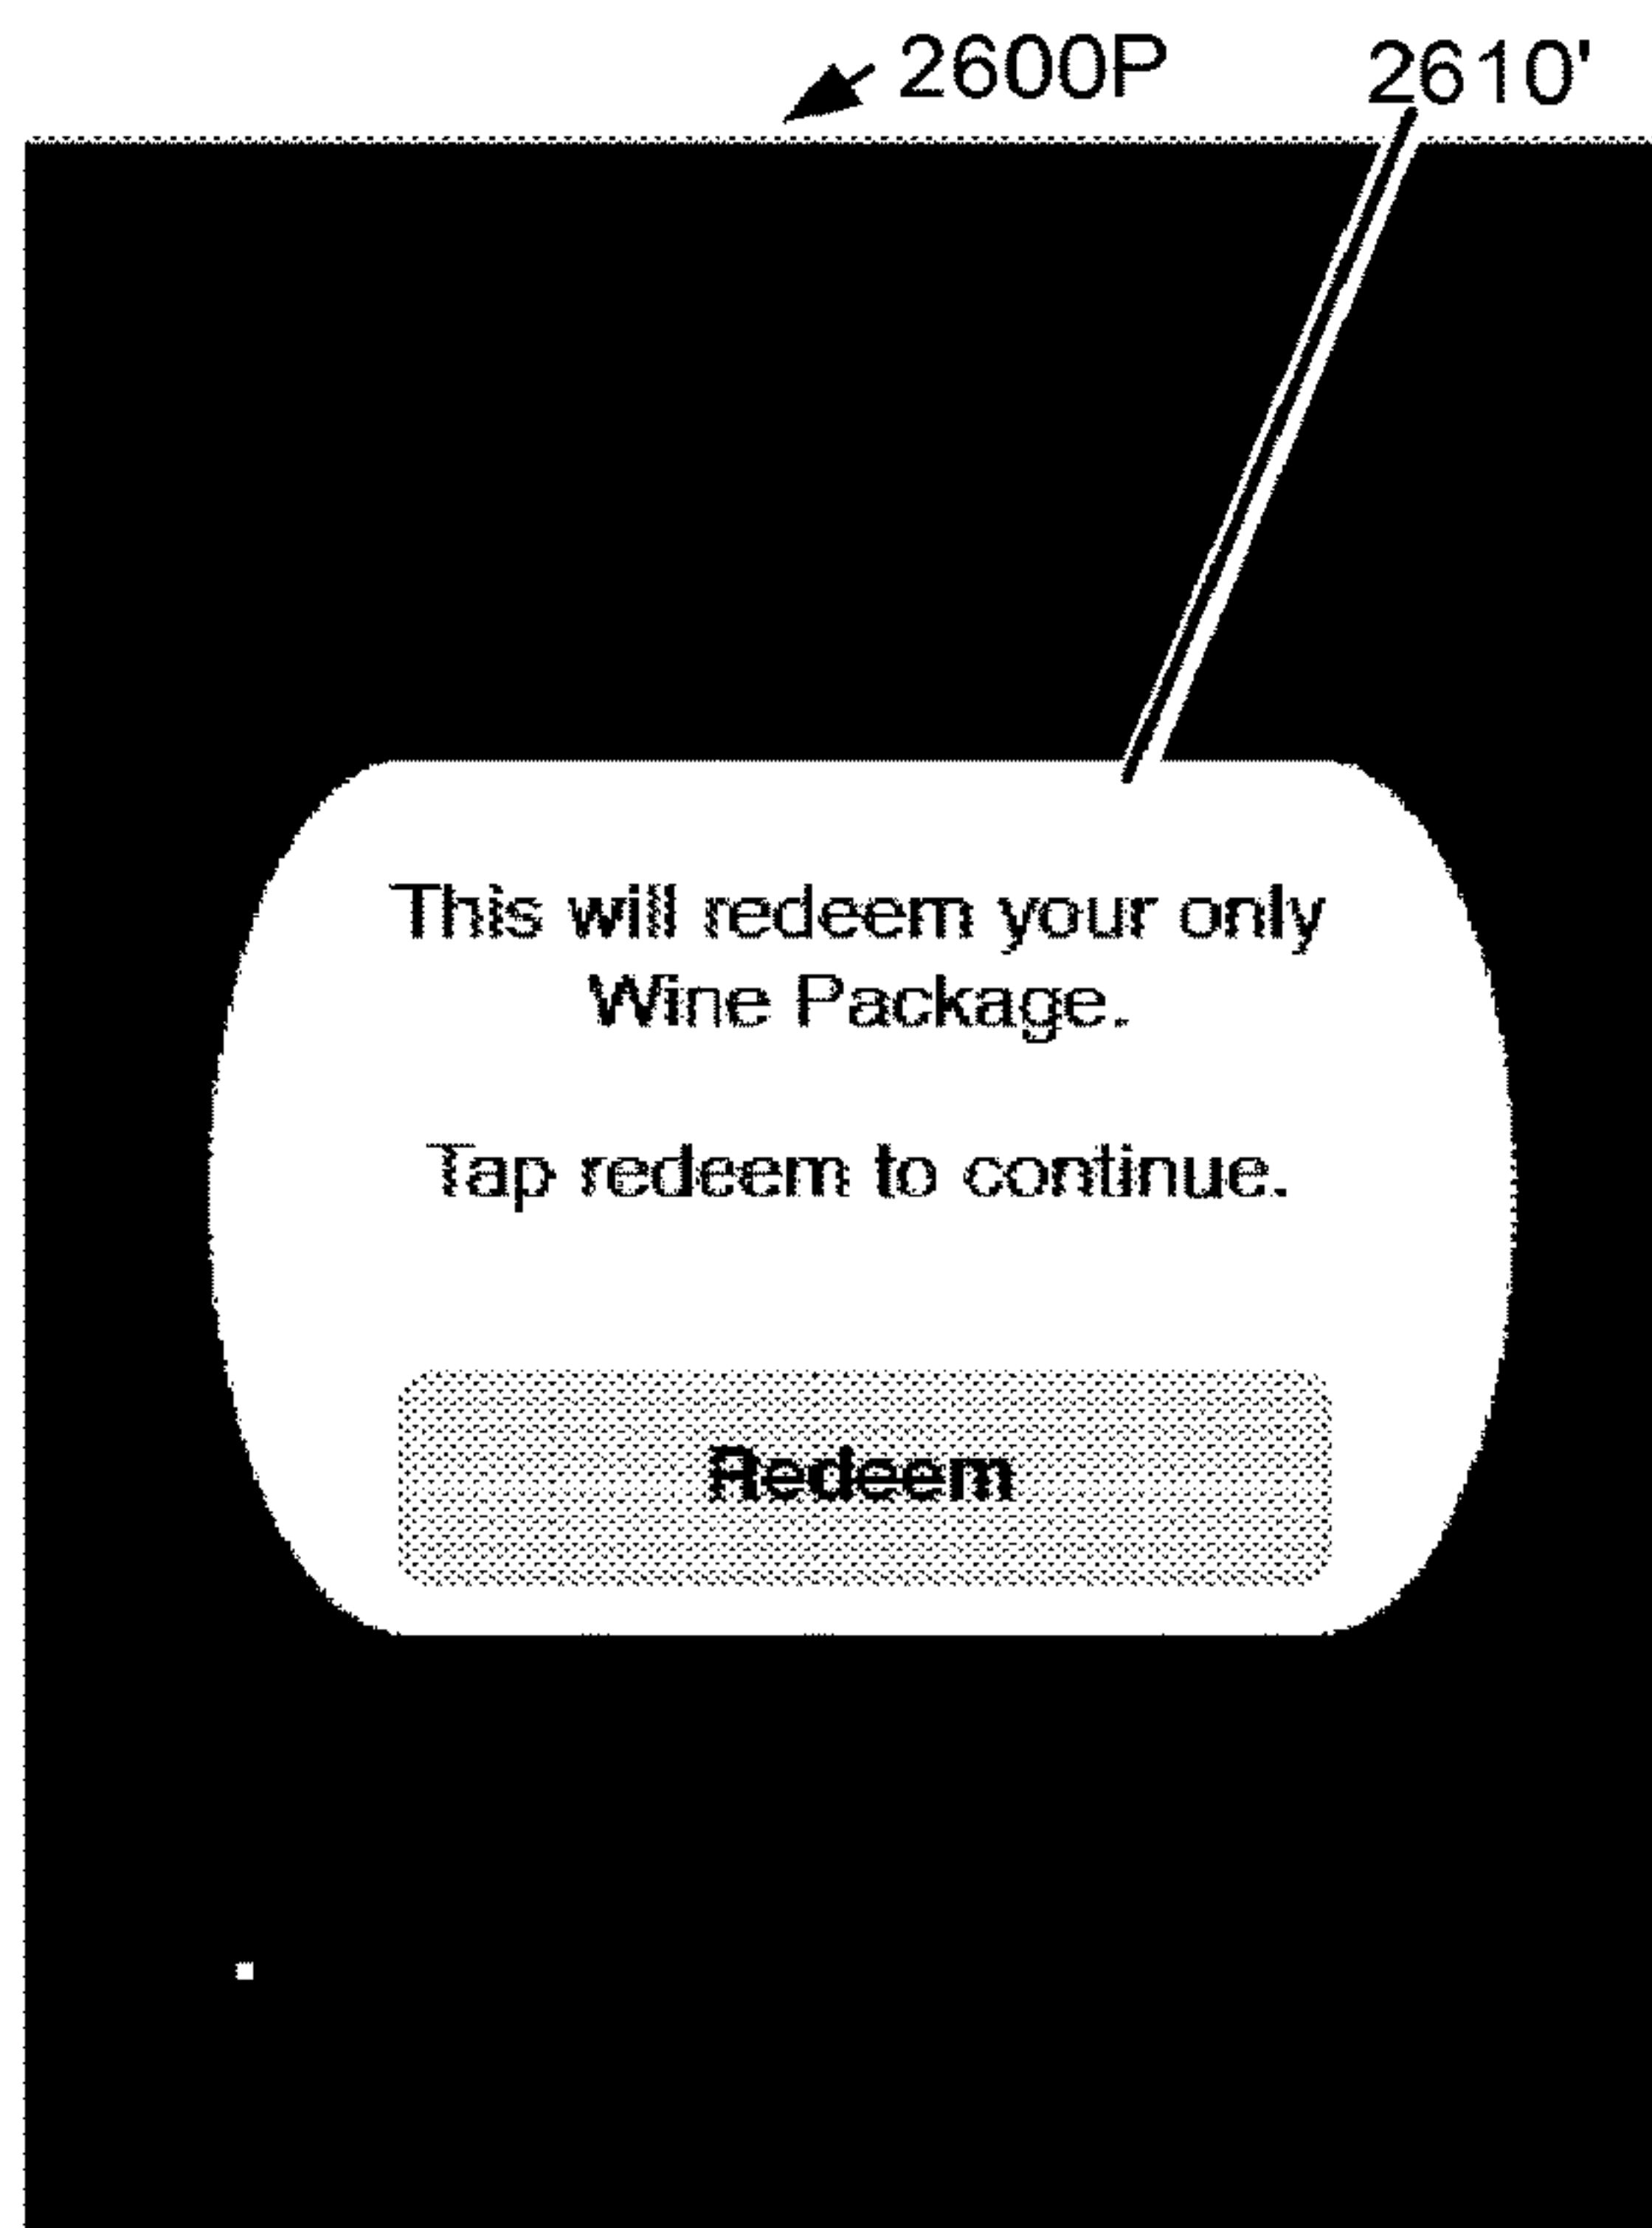 2600P 2610'
This will redeem your only
Wine Package.
Tap redeem to continue.
Redeem